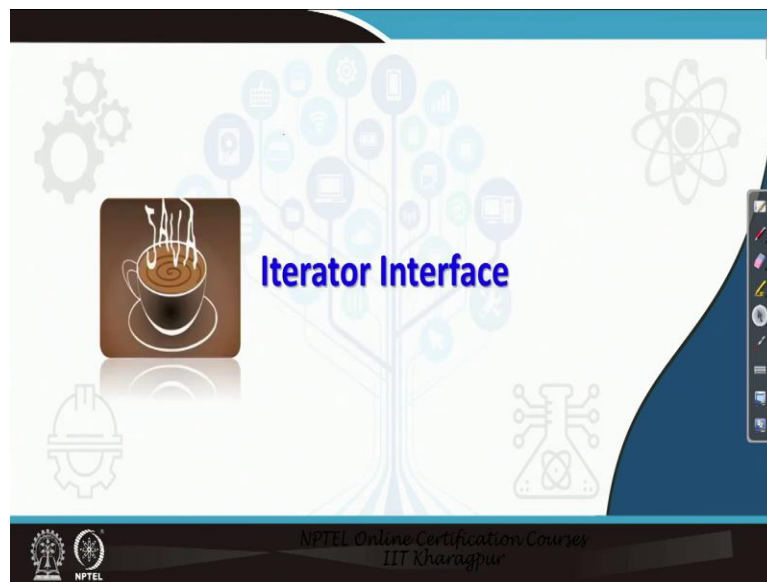 JAVA
Iterator Interface
NPTEL Online Certification Courses
IIT Kharagpur
NPTEL